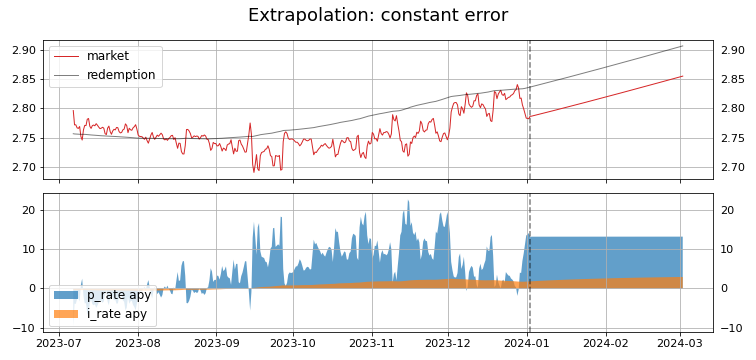 Extrapolation: constant error
2.90 2.90
2.85 2.85
2.80 2.80
2.75 2.75
2.70 2.70
market
redemption
20 20
10 10
0 0
−10 −10
p_rate apy
i_rate apy
2023-07 2023-08 2023-09 2023-10 2023-11 2023-12 2024-01 2024-02 2024-03